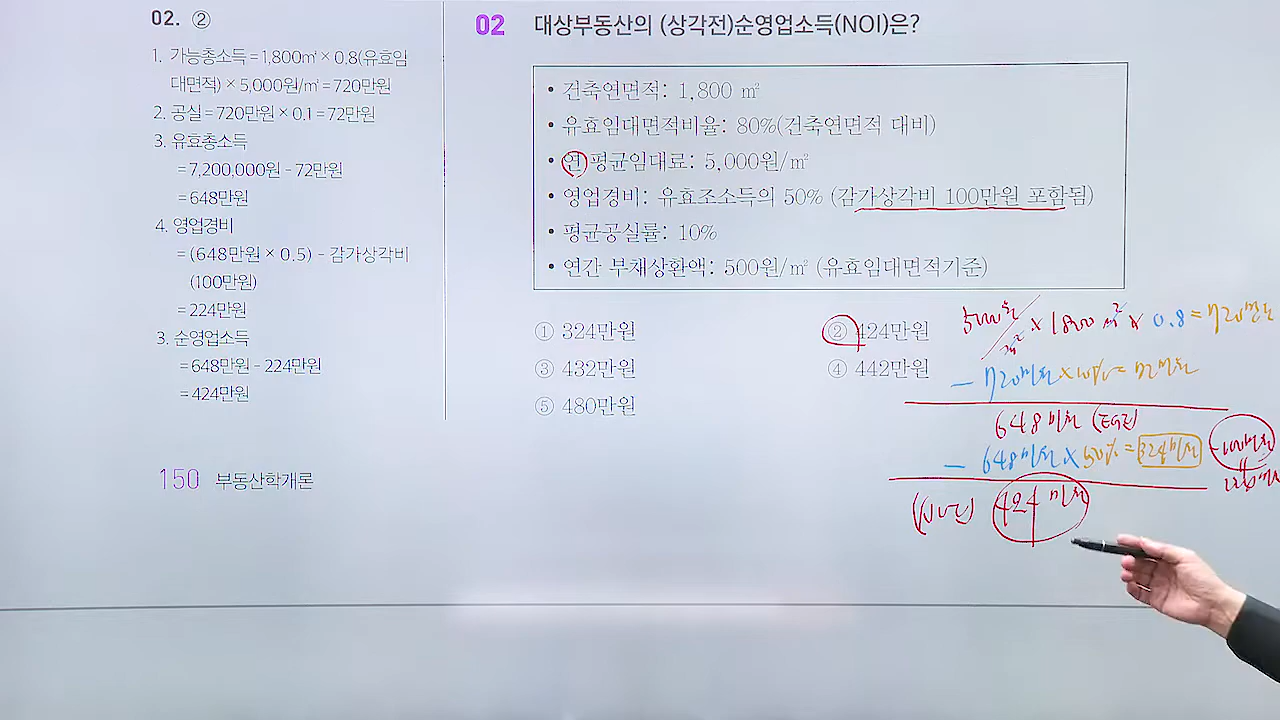 02. ②
1. 가능총소득 = 1,800㎡ × 0.8(유효임
대면적) × 5,000원/㎡ = 720만원
2. 공실 = 720만원 × 0.1 = 72만원
3. 유효총소득
= 7,200,000원 - 72만원
= 648만원
4. 영업경비
= (648만원 × 0.5) - 감가상각비
(100만원)
= 224만원
3. 순영업소득
= 648만원 - 224만원
= 424만원
150 부동산학개론
02 대상부동산의 (상각전)순영업소득(NOI)은?
• 건축연면적: 1,800 ㎡
• 유효임대면적비율: 80%(건축연면적 대비)
• 연 평균임대료: 5,000원/㎡
• 영업경비: 유효조소득의 50% (감가상각비 100만원 포함됨)
• 평균공실률: 10%
• 연간 부채상환액: 500원/㎡ (유효임대면적기준)
① 324만원 ② 424만원
③ 432만원 ④ 442만원
⑤ 480만원
5000원/㎡ × 1800㎡ × 0.8 = 720만원
- 720만원 × 10% = 72만원
648만원 (EGI)
- 648만원 × 50% = 324만원 -100만원
(NOI) 424만원